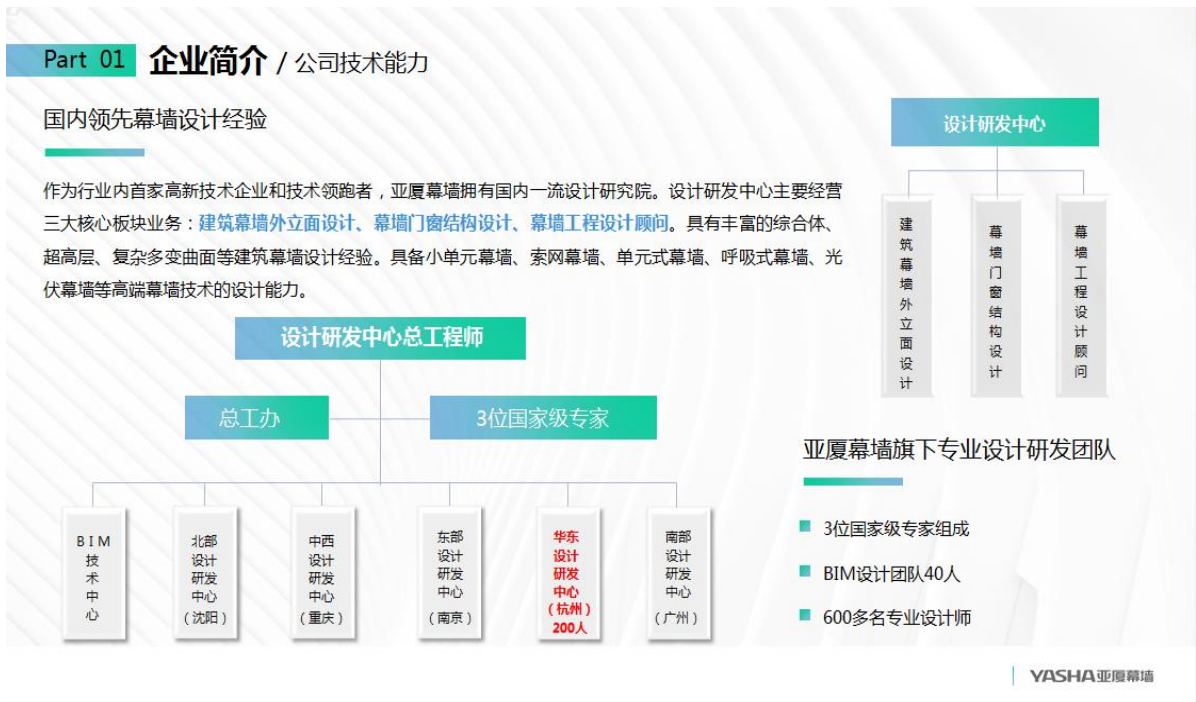 Part 01 企业简介 / 公司技术能力
国内领先幕墙设计经验
作为行业内首家高新技术企业和技术领跑者，亚厦幕墙拥有国内一流设计研究院。设计研发中心主要经营
三大核心板块业务：建筑幕墙外立面设计、幕墙门窗结构设计、幕墙工程设计顾问。具有丰富的综合体、
超高层、复杂多变曲面等建筑幕墙设计经验。具备小单元幕墙、索网幕墙、单元式幕墙、呼吸式幕墙、光
伏幕墙等高端幕墙技术的设计能力。
设计研发中心总工程师
总工办
3位国家级专家
BIM
技
术
中
心
北部
设计
研发
中心
（沈阳）
中西
设计
研发
中心
（重庆）
东部
设计
研发
中心
（南京）
华东
设计
研发
中心
（杭州）
200人
南部
设计
研发
中心
（广州）
设计研发中心
建筑幕墙外立面设计
幕墙门窗结构设计
幕墙工程设计顾问
亚厦幕墙旗下专业设计研发团队
3位国家级专家组成
BIM设计团队40人
600多名专业设计师
YASHA亚厦幕墙